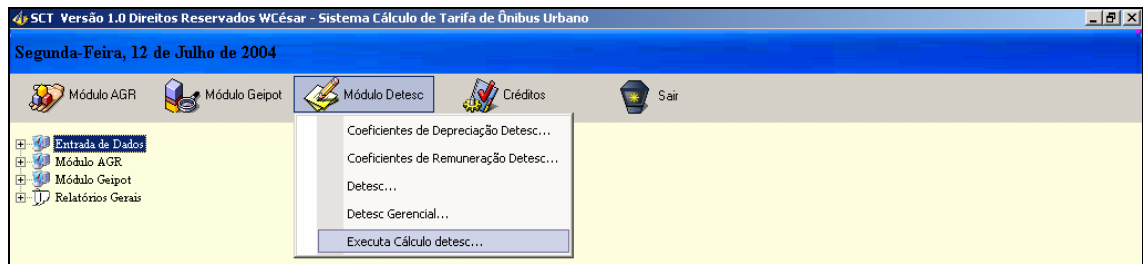 SCT Versão 1.0 Direitos Reservados WCésar - Sistema Cálculo de Tarifa de Ônibus Urbano
Segunda-Feira, 12 de Julho de 2004
Módulo AGR Módulo Geipot Módulo Detesc Créditos Sair
Coeficientes de Depreciação Detesc...
Coeficientes de Remuneração Detesc...
Detesc...
Detesc Gerencial...
Executa Cálculo detesc...
Entrada de Dados
Módulo AGR
Módulo Geipot
Relatórios Gerais